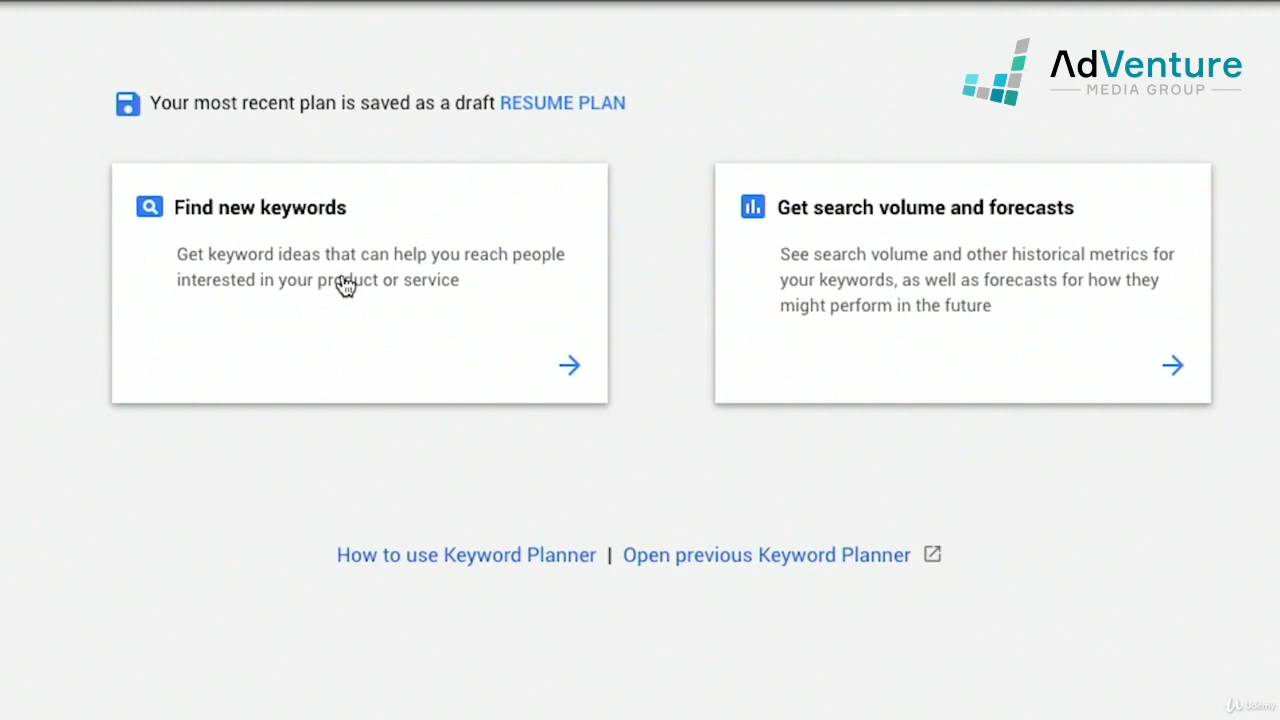 AdVenture
MEDIA GROUP
Your most recent plan is saved as a draft RESUME PLAN
Find new keywords
Get keyword ideas that can help you reach people
interested in your product or service
Get search volume and forecasts
See search volume and other historical metrics for
your keywords, as well as forecasts for how they
might perform in the future
How to use Keyword Planner | Open previous Keyword Planner
Udemy